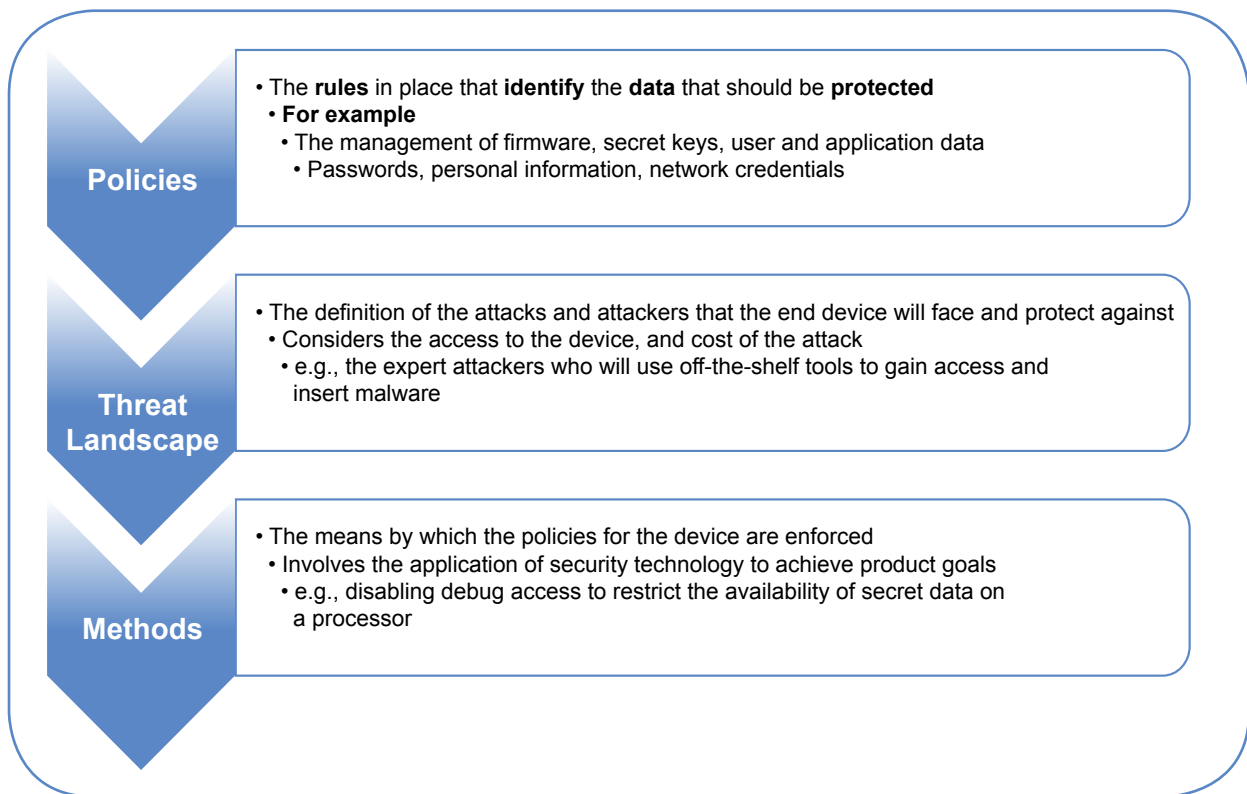 Policies
• The rules in place that identify the data that should be protected
• For example
• The management of firmware, secret keys, user and application data
• Passwords, personal information, network credentials
Threat
Landscape
• The definition of the attacks and attackers that the end device will face and protect against
• Considers the access to the device, and cost of the attack
• e.g., the expert attackers who will use off-the-shelf tools to gain access and
insert malware
Methods
• The means by which the policies for the device are enforced
• Involves the application of security technology to achieve product goals
• e.g., disabling debug access to restrict the availability of secret data on
a processor